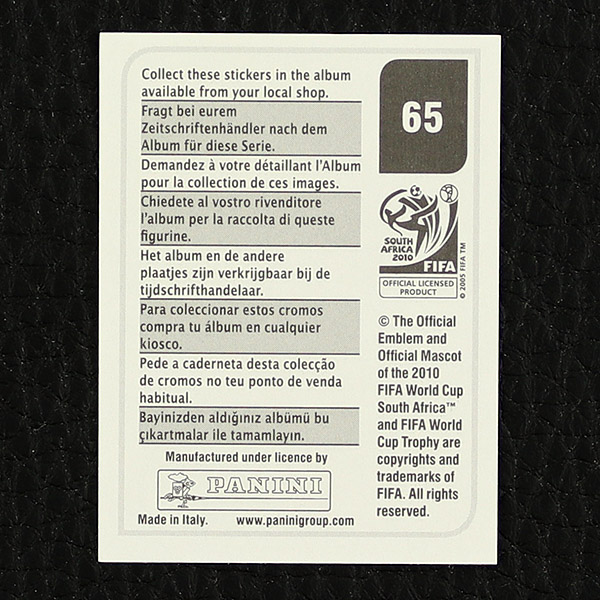 Collect these stickers in the album
available from your local shop.
Fragt bei eurem
Zeitschriftenhändler nach dem
Album für diese Serie.
Demandez à votre détaillant l'Album
pour la collection de ces images.
Chiedete al vostro rivenditore
l'album per la raccolta di queste
figurine.
Het album en de andere
plaatjes zijn verkrijgbaar bij de
tijdschrifthandelaar.
Para coleccionar estos cromos
compra tu álbum en cualquier
kiosco.
Pede a caderneta desta colecção
de cromos no teu ponto de venda
habitual.
Bayinizden aldığınız albümü bu
çıkartmalar ile tamamlayın.
Manufactured under licence by
PANINI
Made in Italy. www.paninigroup.com
65
SOUTH
AFRICA
2010
FIFA
© 2005 FIFA TM
OFFICIAL LICENSED
PRODUCT
© The Official
Emblem and
Official Mascot
of the 2010
FIFA World Cup
South Africa™
and FIFA World
Cup Trophy are
copyrights and
trademarks of
FIFA. All rights
reserved.